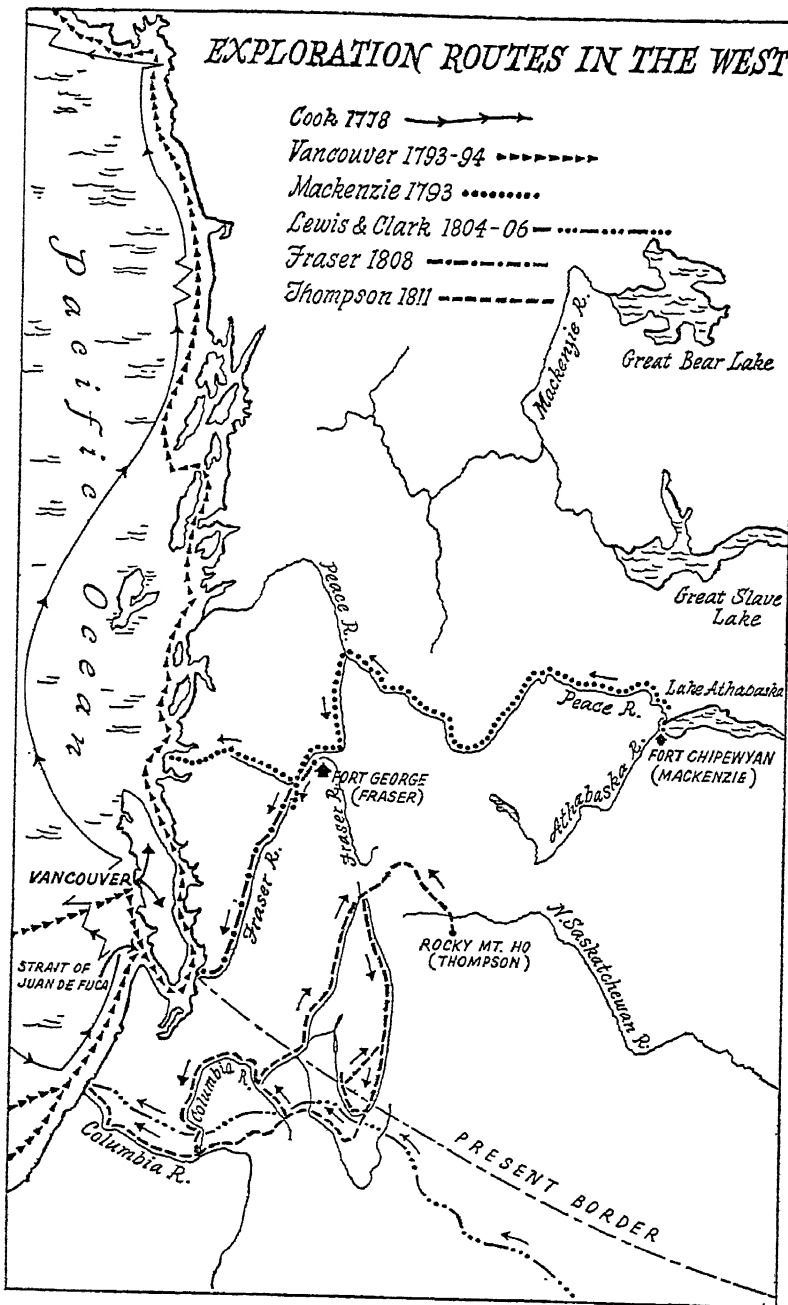 EXPLORATION ROUTES IN THE WEST
Cook 1778
Vancouver 1793-94
Mackenzie 1793
Lewis & Clark 1804-06
Fraser 1808
Thompson 1811
Pacific Ocean
Mackenzie R.
Great Bear Lake
Great Slave
Lake
Peace R.
Peace R.
Lake Athabaska
FORT CHIPEWYAN
(MACKENZIE)
Athabaska R.
FORT GEORGE
(FRASER)
Fraser R.
Fraser R.
VANCOUVER
ROCKY MT. HO
(THOMPSON)
N. Saskatchewan R.
STRAIT OF
JUAN DE FUCA
Columbia R.
Columbia R.
PRESENT BORDER